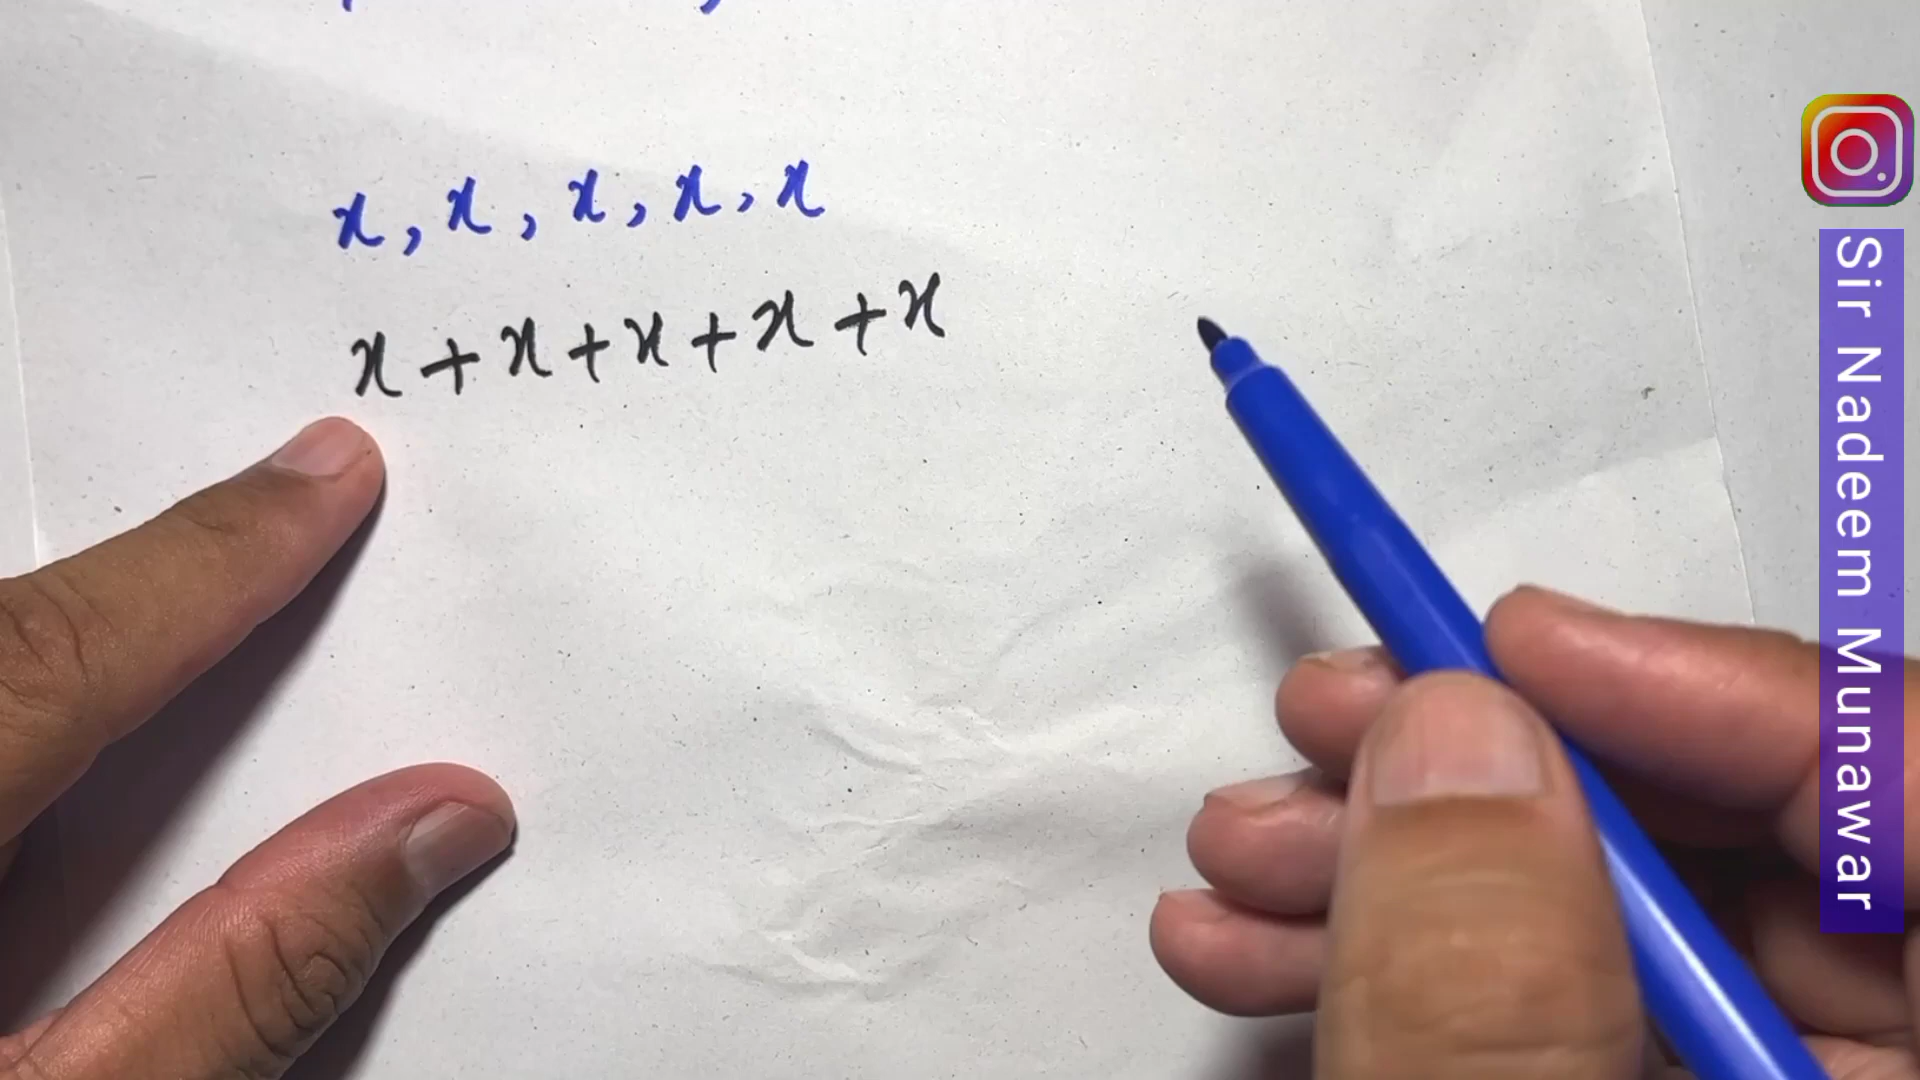 x, x, x, x, x
x + x + x + x + x
Sir Nadeem Munawar